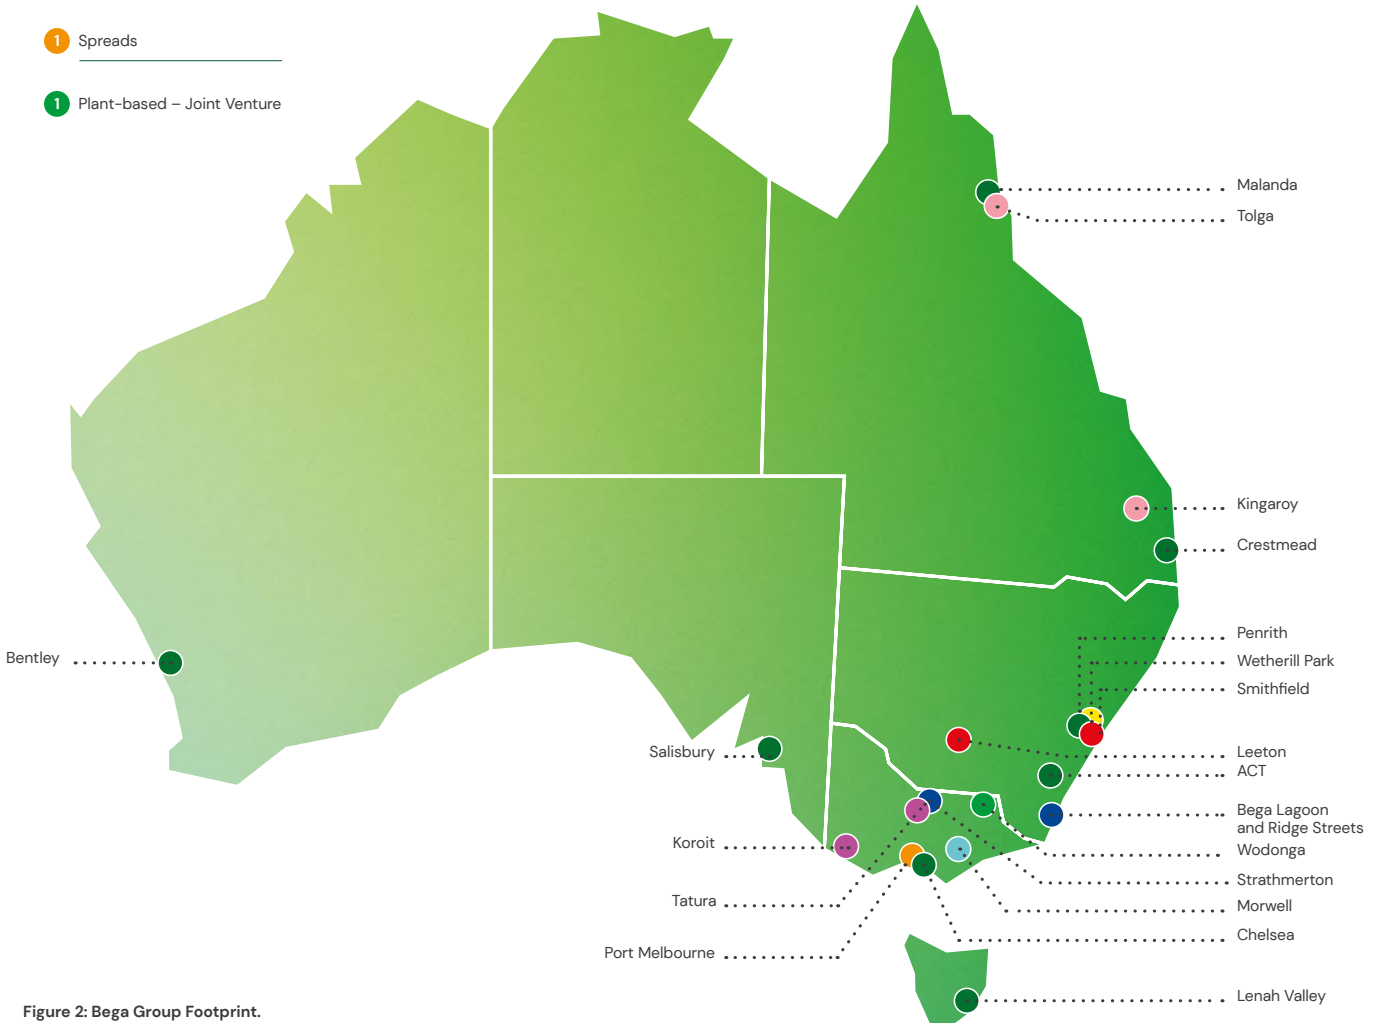 1 Spreads
1 Plant-based – Joint Venture
Malanda
Tolga
Kingaroy
Crestmead
Penrith
Wetherill Park
Smithfield
Bentley
Salisbury
Leeton
ACT
Bega Lagoon
and Ridge Streets
Koroit
Wodonga
Strathmerton
Tatura
Morwell
Chelsea
Port Melbourne
Lenah Valley
Figure 2: Bega Group Footprint.